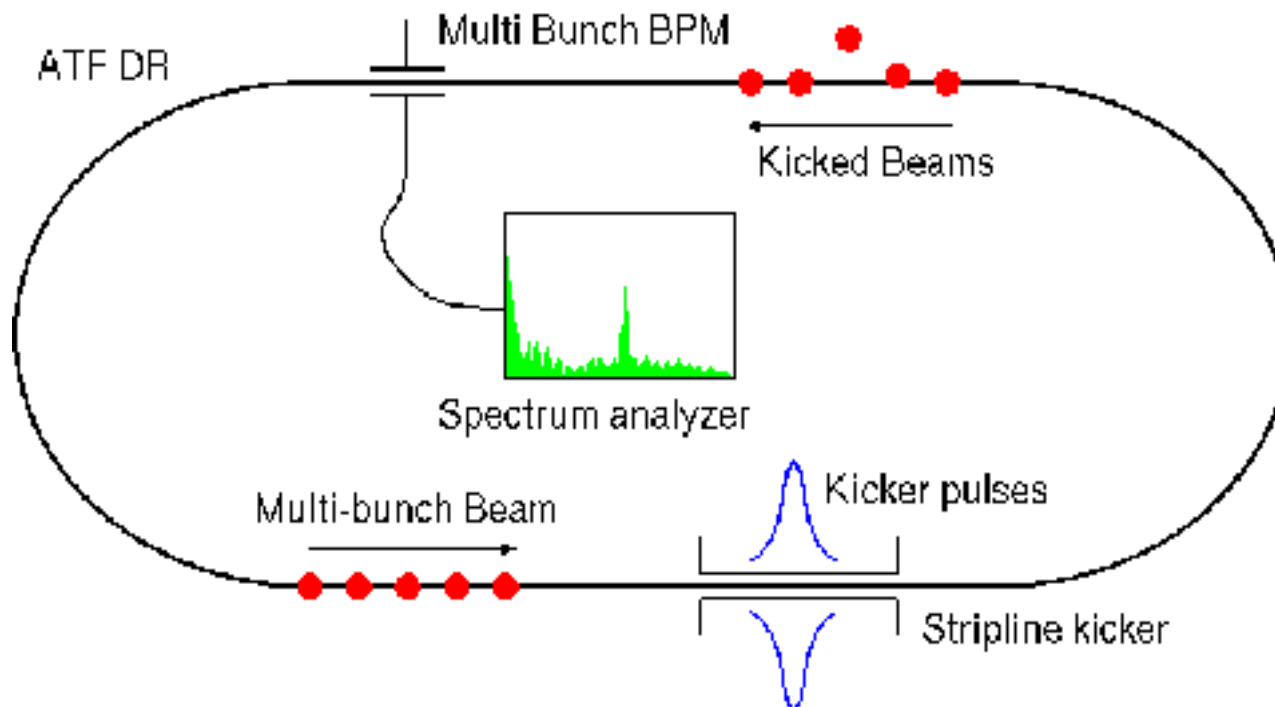 Multi Bunch BPM
ATF DR
Kicked Beams
Spectrum analyzer
Kicker pulses
Multi-bunch Beam
Stripline kicker